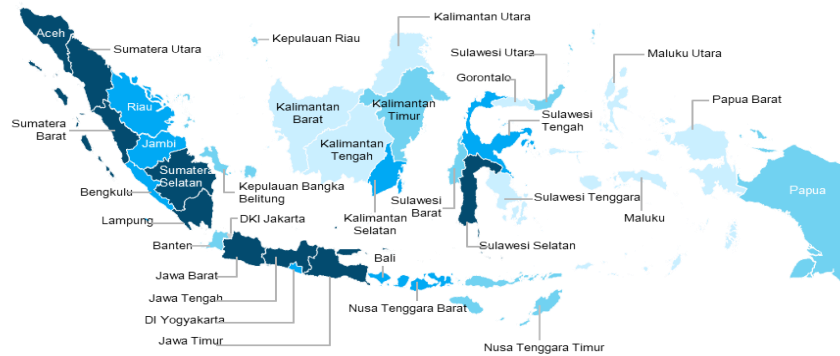 Aceh
Sumatera Utara
Kepulauan Riau
Kalimantan Utara
Sulawesi Utara
Maluku Utara
Gorontalo
Papua Barat
Riau
Kalimantan
Barat
Kalimantan
Timur
Sumatera
Barat
Sulawesi
Tengah
Jambi
Kalimantan
Tengah
Sumatera
Selatan
Papua
Bengkulu
Kepulauan Bangka
Belitung
Sulawesi
Barat
Sulawesi Tenggara
Lampung
DKI Jakarta
Kalimantan
Selatan
Maluku
Banten
Sulawesi Selatan
Bali
Jawa Barat
Jawa Tengah
Nusa Tenggara Barat
DI Yogyakarta
Jawa Timur
Nusa Tenggara Timur